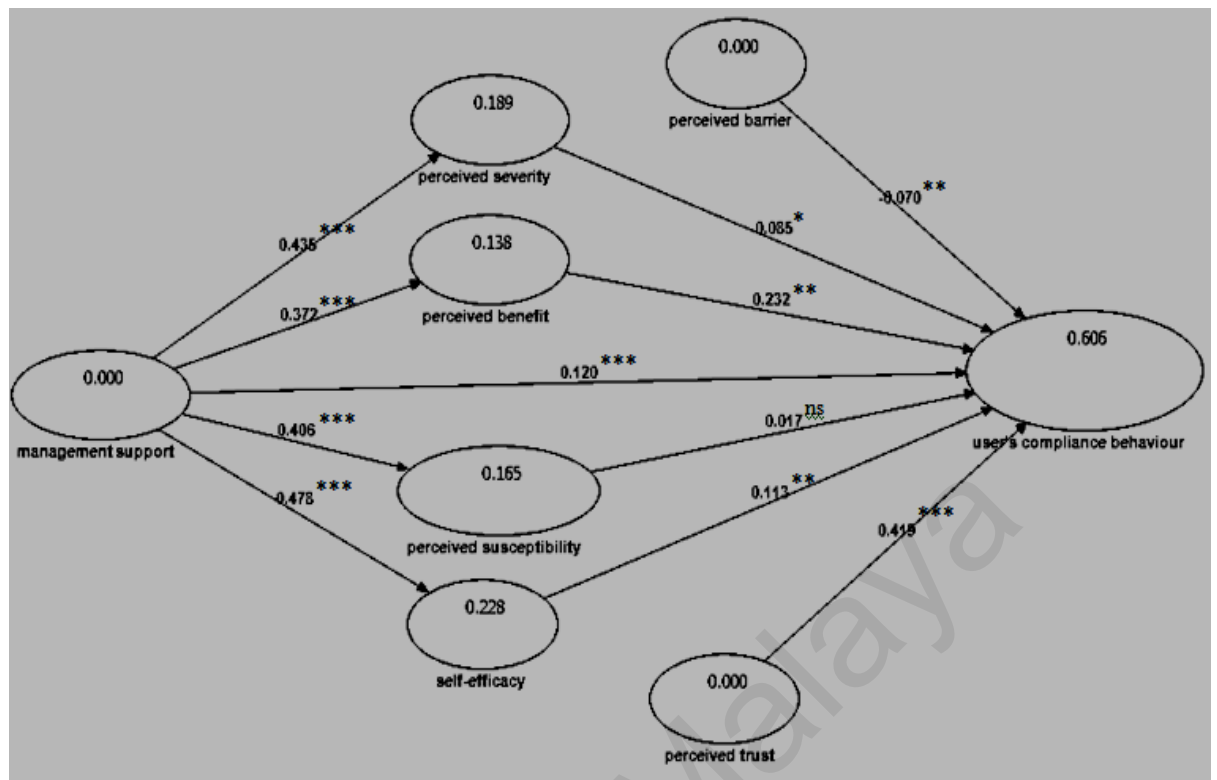 0.000
perceived barrier
0.189
perceived severity
-0.070**
0.435***
0.085*
0.138
perceived benefit
0.372***
0.232**
0.606
user's compliance behaviour
0.000
management support
0.120***
0.406***
0.017ns
0.165
perceived susceptibility
0.478***
0.113**
0.419***
0.228
self-efficacy
0.000
perceived trust
Malaya